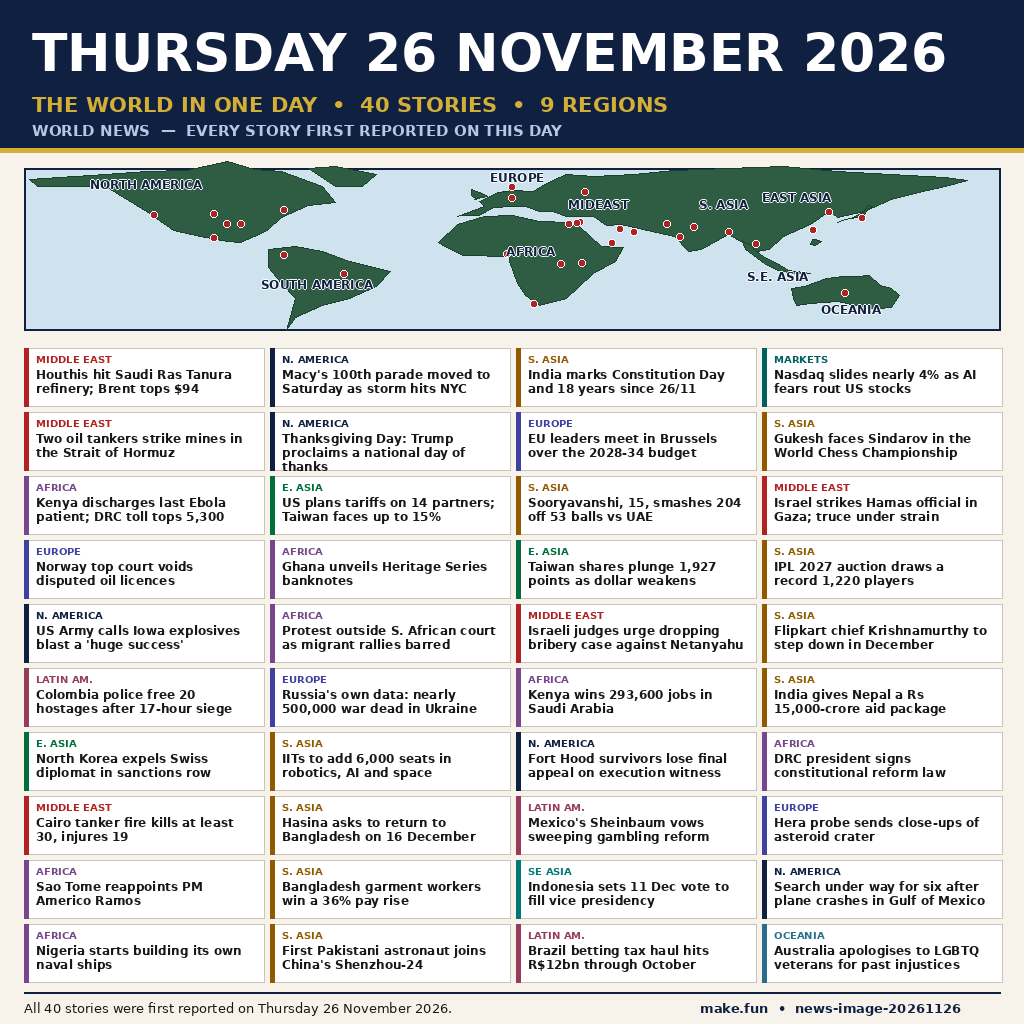 THURSDAY 26 NOVEMBER 2026
THE WORLD IN ONE DAY • 40 STORIES • 9 REGIONS
WORLD NEWS — EVERY STORY FIRST REPORTED ON THIS DAY
NORTH AMERICA
EUROPE
MIDEAST
S. ASIA
EAST ASIA
AFRICA
SOUTH AMERICA
S.E. ASIA
OCEANIA
MIDDLE EAST
Houthis hit Saudi Ras Tanura
refinery; Brent tops $94
N. AMERICA
Macy's 100th parade moved to
Saturday as storm hits NYC
S. ASIA
India marks Constitution Day
and 18 years since 26/11
MARKETS
Nasdaq slides nearly 4% as AI
fears rout US stocks
MIDDLE EAST
Two oil tankers strike mines in
the Strait of Hormuz
N. AMERICA
Thanksgiving Day: Trump
proclaims a national day of
thanks
EUROPE
EU leaders meet in Brussels
over the 2028-34 budget
S. ASIA
Gukesh faces Sindarov in the
World Chess Championship
AFRICA
Kenya discharges last Ebola
patient; DRC toll tops 5,300
E. ASIA
US plans tariffs on 14 partners;
Taiwan faces up to 15%
S. ASIA
Sooryavanshi, 15, smashes 204
off 53 balls vs UAE
MIDDLE EAST
Israel strikes Hamas official in
Gaza; truce under strain
EUROPE
Norway top court voids
disputed oil licences
AFRICA
Ghana unveils Heritage Series
banknotes
E. ASIA
Taiwan shares plunge 1,927
points as dollar weakens
S. ASIA
IPL 2027 auction draws a
record 1,220 players
N. AMERICA
US Army calls Iowa explosives
blast a 'huge success'
AFRICA
Protest outside S. African court
as migrant rallies barred
MIDDLE EAST
Israeli judges urge dropping
bribery case against Netanyahu
S. ASIA
Flipkart chief Krishnamurthy to
step down in December
LATIN AM.
Colombia police free 20
hostages after 17-hour siege
EUROPE
Russia's own data: nearly
500,000 war dead in Ukraine
AFRICA
Kenya wins 293,600 jobs in
Saudi Arabia
S. ASIA
India gives Nepal a Rs
15,000-crore aid package
E. ASIA
North Korea expels Swiss
diplomat in sanctions row
S. ASIA
IITs to add 6,000 seats in
robotics, AI and space
N. AMERICA
Fort Hood survivors lose final
appeal on execution witness
AFRICA
DRC president signs
constitutional reform law
MIDDLE EAST
Cairo tanker fire kills at least
30, injures 19
S. ASIA
Hasina asks to return to
Bangladesh on 16 December
LATIN AM.
Mexico's Sheinbaum vows
sweeping gambling reform
EUROPE
Hera probe sends close-ups of
asteroid crater
AFRICA
Sao Tome reappoints PM
Americo Ramos
S. ASIA
Bangladesh garment workers
win a 36% pay rise
SE ASIA
Indonesia sets 11 Dec vote to
fill vice presidency
N. AMERICA
Search under way for six after
plane crashes in Gulf of Mexico
AFRICA
Nigeria starts building its own
naval ships
S. ASIA
First Pakistani astronaut joins
China's Shenzhou-24
LATIN AM.
Brazil betting tax haul hits
R$12bn through October
OCEANIA
Australia apologises to LGBTQ
veterans for past injustices
All 40 stories were first reported on Thursday 26 November 2026.
make.fun • news-image-20261126